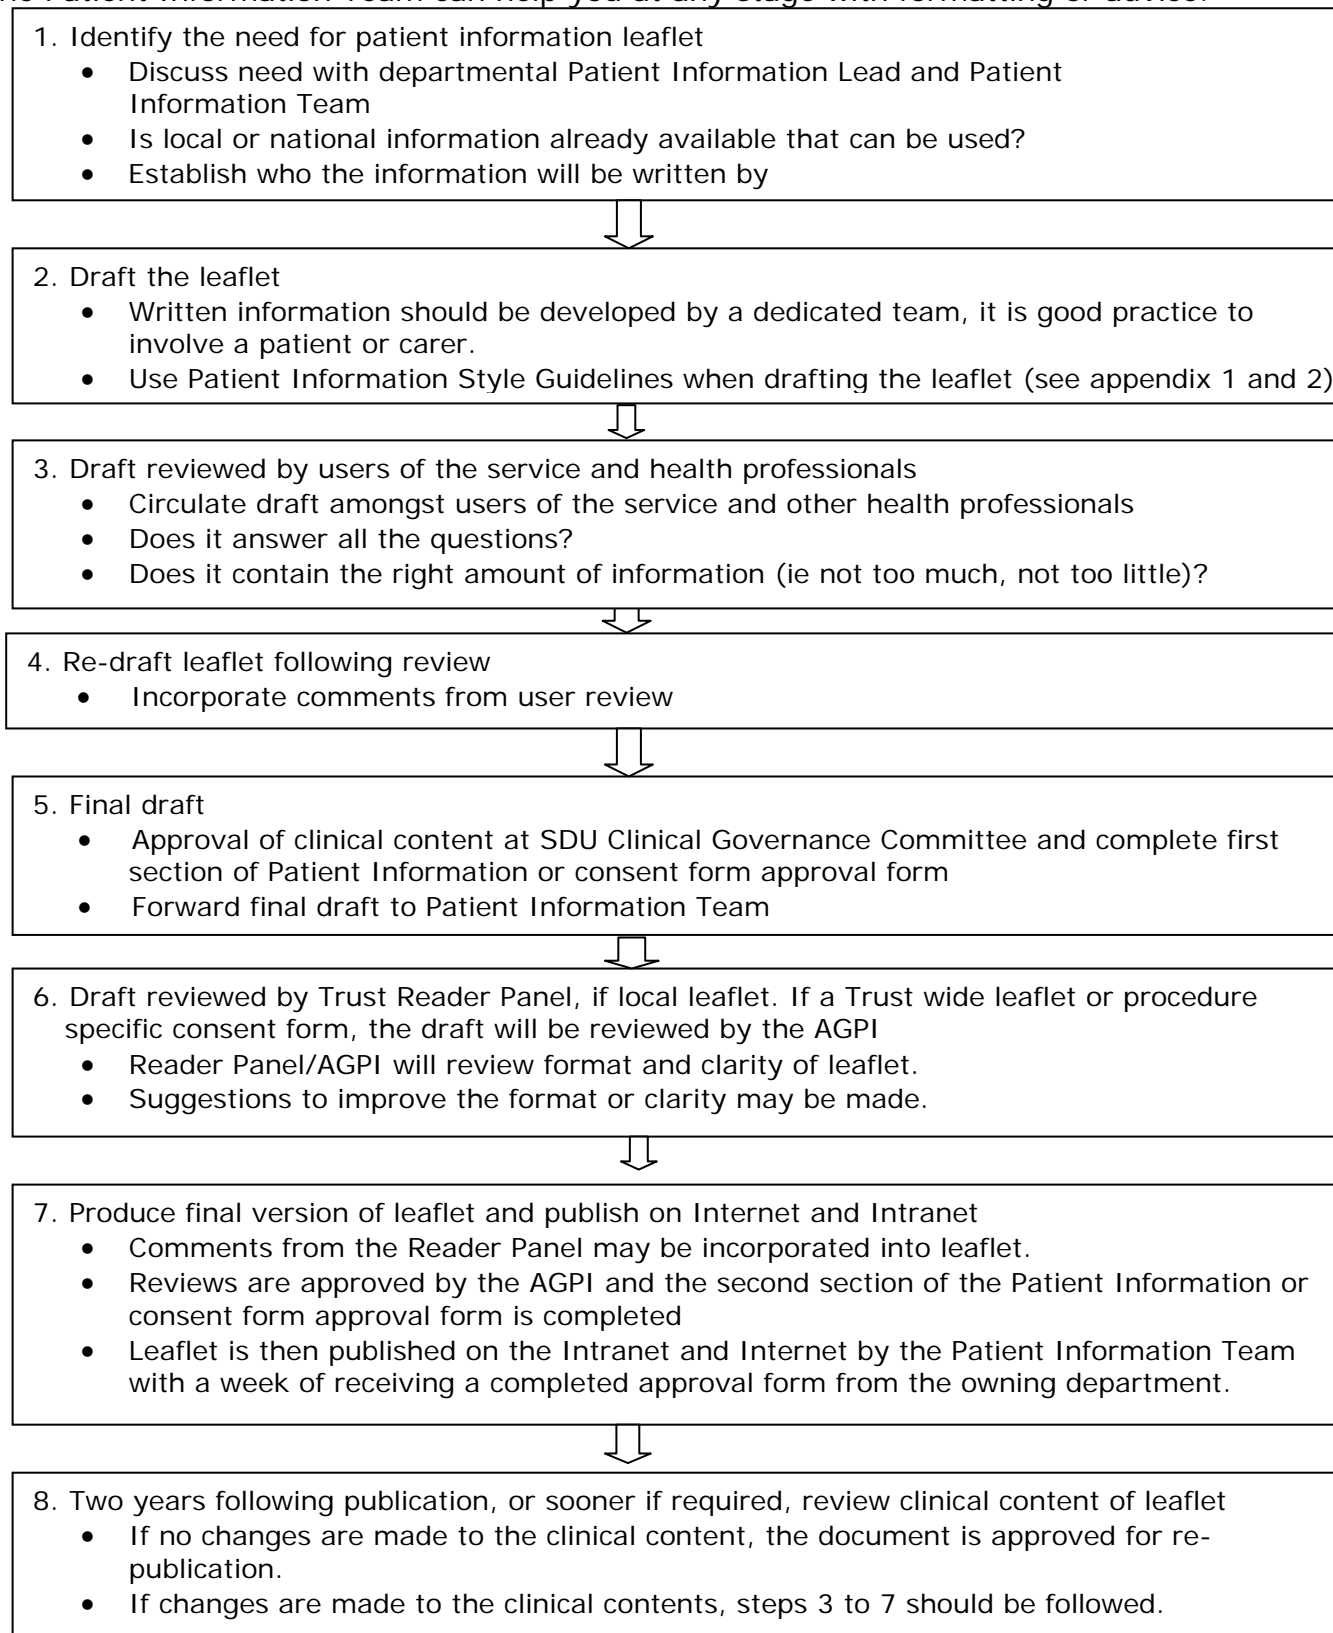 The Patient Information Team can help you at any stage with formatting or advice.
1. Identify the need for patient information leaflet
• Discuss need with departmental Patient Information Lead and Patient
Information Team
• Is local or national information already available that can be used?
• Establish who the information will be written by
2. Draft the leaflet
• Written information should be developed by a dedicated team, it is good practice to
involve a patient or carer.
• Use Patient Information Style Guidelines when drafting the leaflet (see appendix 1 and 2)
3. Draft reviewed by users of the service and health professionals
• Circulate draft amongst users of the service and other health professionals
• Does it answer all the questions?
• Does it contain the right amount of information (ie not too much, not too little)?
4. Re-draft leaflet following review
• Incorporate comments from user review
5. Final draft
• Approval of clinical content at SDU Clinical Governance Committee and complete first
section of Patient Information or consent form approval form
• Forward final draft to Patient Information Team
6. Draft reviewed by Trust Reader Panel, if local leaflet. If a Trust wide leaflet or procedure
specific consent form, the draft will be reviewed by the AGPI
• Reader Panel/AGPI will review format and clarity of leaflet.
• Suggestions to improve the format or clarity may be made.
7. Produce final version of leaflet and publish on Internet and Intranet
• Comments from the Reader Panel may be incorporated into leaflet.
• Reviews are approved by the AGPI and the second section of the Patient Information or
consent form approval form is completed
• Leaflet is then published on the Intranet and Internet by the Patient Information Team
with a week of receiving a completed approval form from the owning department.
8. Two years following publication, or sooner if required, review clinical content of leaflet
• If no changes are made to the clinical content, the document is approved for re-
publication.
• If changes are made to the clinical contents, steps 3 to 7 should be followed.